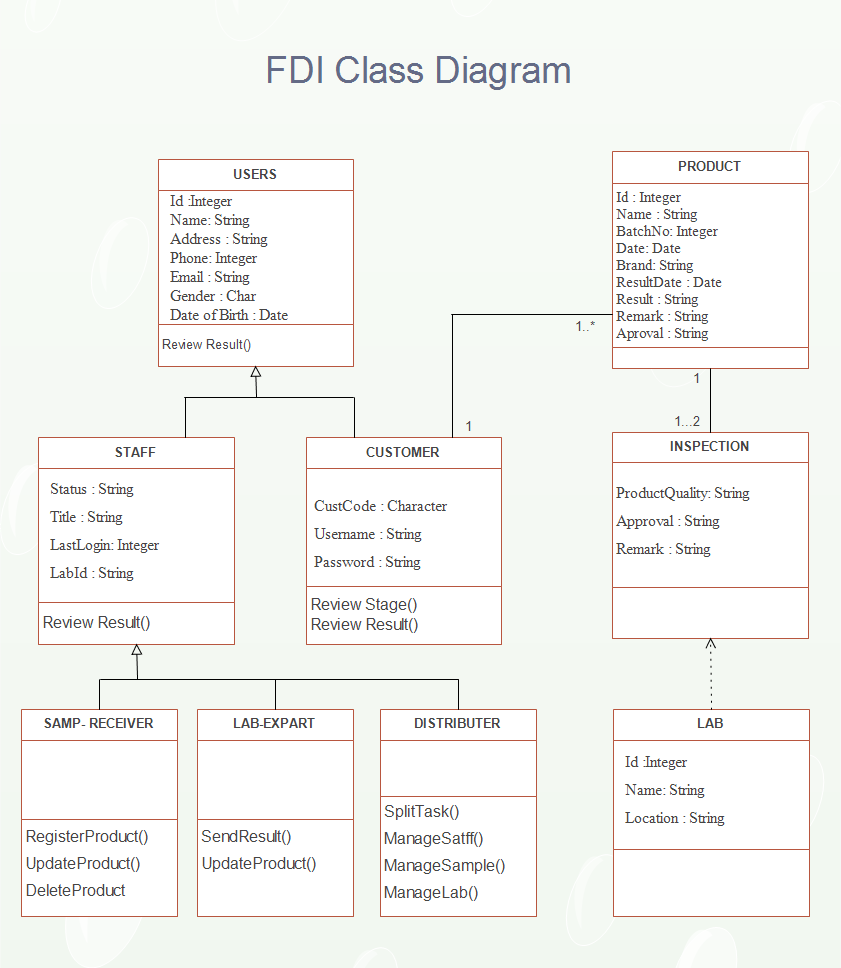 FDI Class Diagram
USERS
Id :Integer
Name: String
Address : String
Phone: Integer
Email : String
Gender : Char
Date of Birth : Date
Review Result()
PRODUCT
Id : Integer
Name : String
BatchNo: Integer
Date: Date
Brand: String
ResultDate : Date
Result : String
Remark : String
Aproval : String
1..*
1
1
1...2
STAFF
Status : String
Title : String
LastLogin: Integer
LabId : String
Review Result()
CUSTOMER
CustCode : Character
Username : String
Password : String
Review Stage()
Review Result()
INSPECTION
ProductQuality: String
Approval : String
Remark : String
SAMP- RECEIVER
RegisterProduct()
UpdateProduct()
DeleteProduct
LAB-EXPART
SendResult()
UpdateProduct()
DISTRIBUTER
SplitTask()
ManageSatff()
ManageSample()
ManageLab()
LAB
Id :Integer
Name: String
Location : String